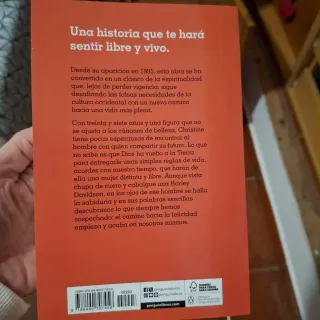 Una historia que te hará
sentir libre y vivo.
Desde su aparición en 1995, esta obra se ha
convertido en un clásico de la espiritualidad
que, lejos de perder vigencia, sigue
desafiando las falsas necesidades de la
cultura occidental con un nuevo camino
hacia una vida más plena.
Con treinta y siete años y una figura que no
se ajusta a los cánones de belleza, Christine
tiene pocas esperanzas de encontrar al
hombre con quien compartir su futuro. Lo que
no sabe es que Dios ha vuelto a la Tierra
para entregarle unas simples reglas de vida,
acordes con nuestro tiempo, que harán de
ella una mujer distinta y libre. Aunque vista
chupa de cuero y cabalgue una Harley
Davidson, en los ojos de ese hombre se halla
la sabiduría y en sus palabras sencillas
descubrimos lo que siempre hemos
sospechado: el camino hacia la felicidad
empieza y acaba en nosotros mismos.
penguinlibros.com